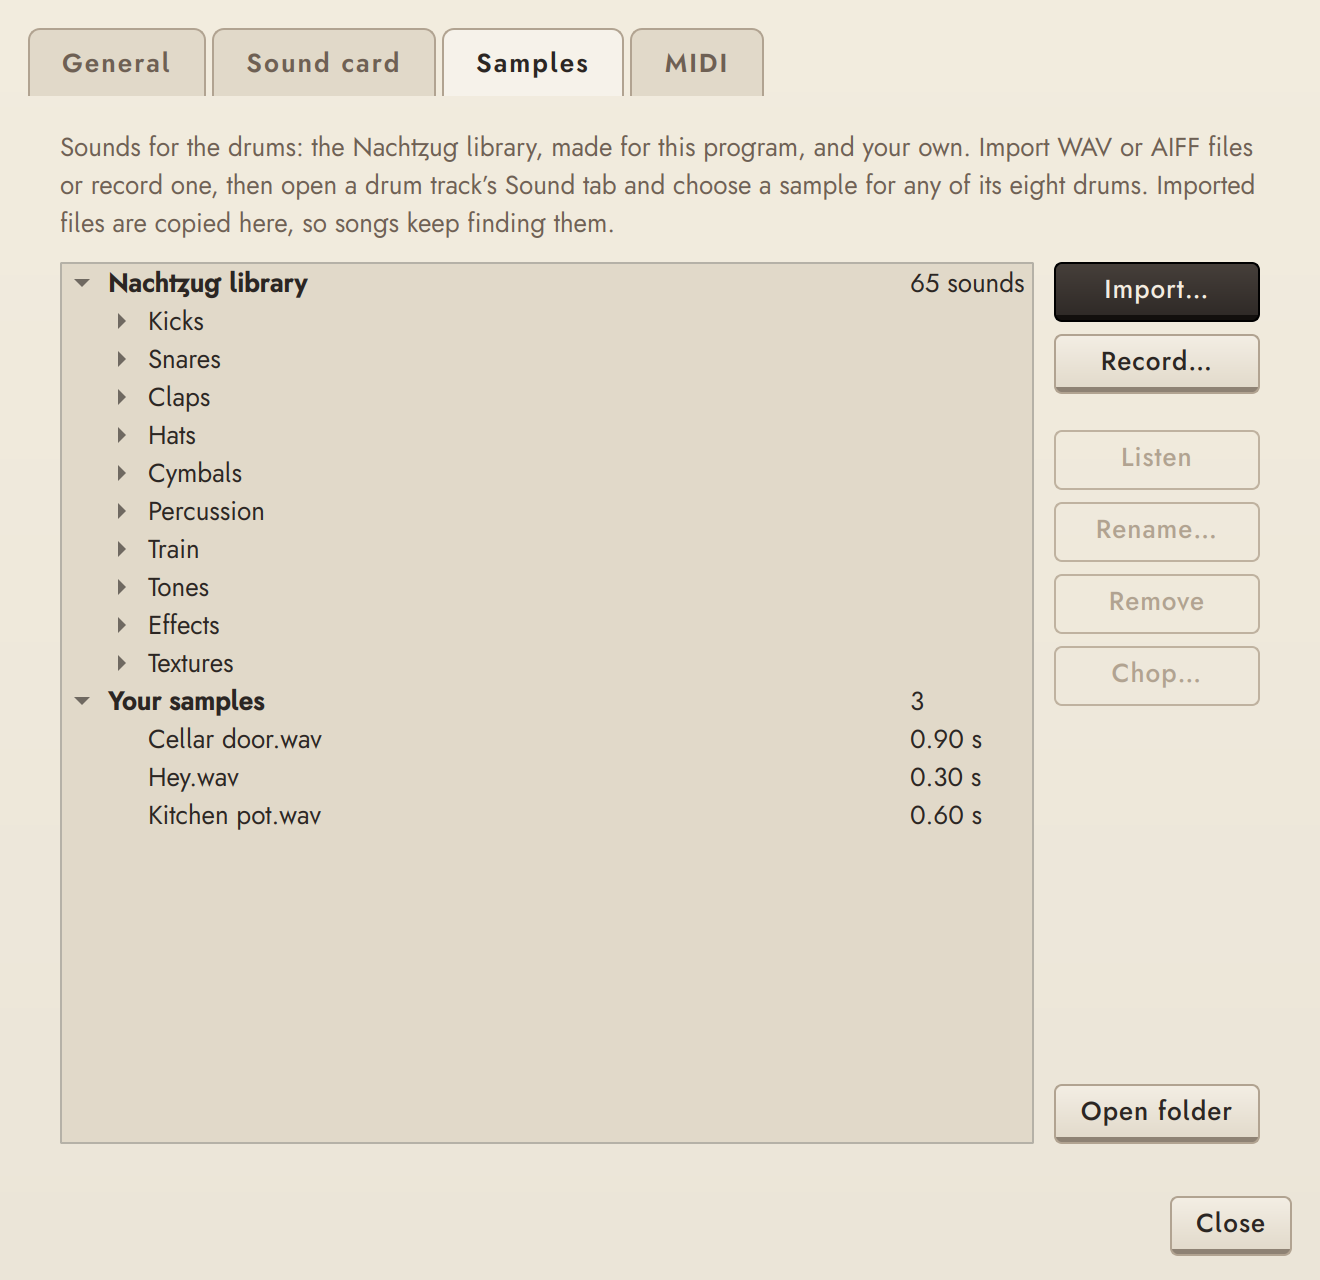 General Sound card Samples MIDI
Sounds for the drums: the Nachtzug library, made for this program, and your own. Import WAV or AIFF files
or record one, then open a drum track’s Sound tab and choose a sample for any of its eight drums. Imported
files are copied here, so songs keep finding them.
Nachtzug library 65 sounds
Import...
Kicks
Snares
Record...
Claps
Hats
Listen
Cymbals
Percussion
Rename...
Train
Tones
Remove
Effects
Textures
Chop...
Your samples 3
Cellar door.wav 0.90 s
Hey.wav 0.30 s
Kitchen pot.wav 0.60 s
Open folder
Close